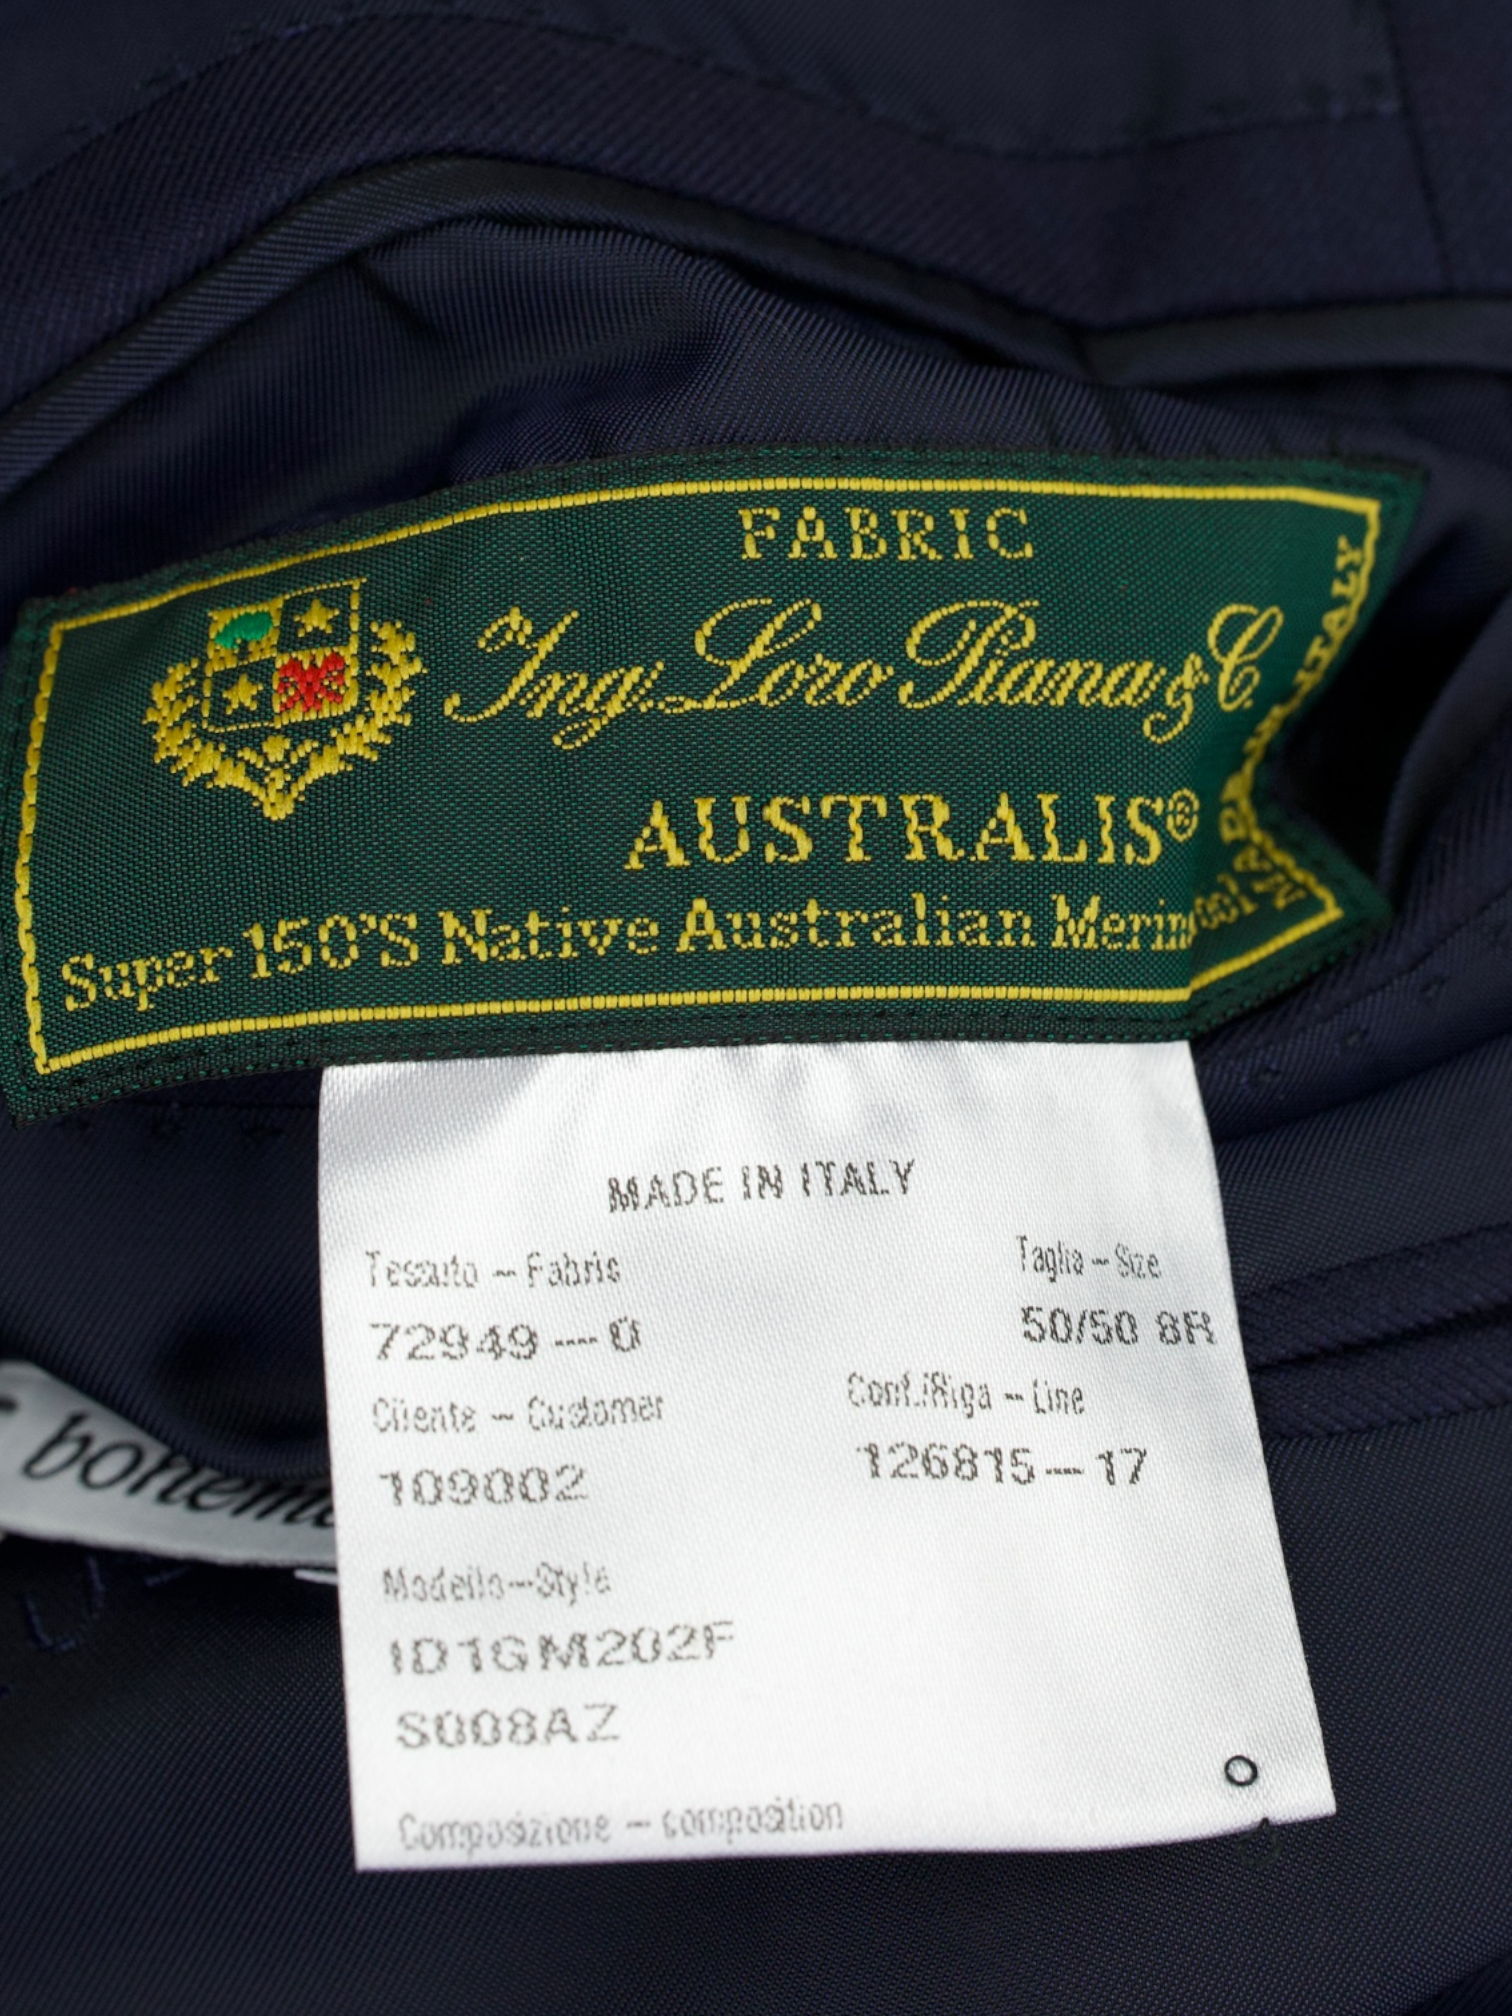 FABRIC
Ing. Loro Piana & C.
AUSTRALIS®
Super 150'S Native Australian Merino
ITALY
MADE IN ITALY
Tessuto - Fabric
Taglia - Size
72949 -- 0
50/50 8R
Cliente - Customer
Conf./Riga - Line
109002
126815 -- 17
Modello - Style
ID1GM202F
S008AZ
Composizione - composition